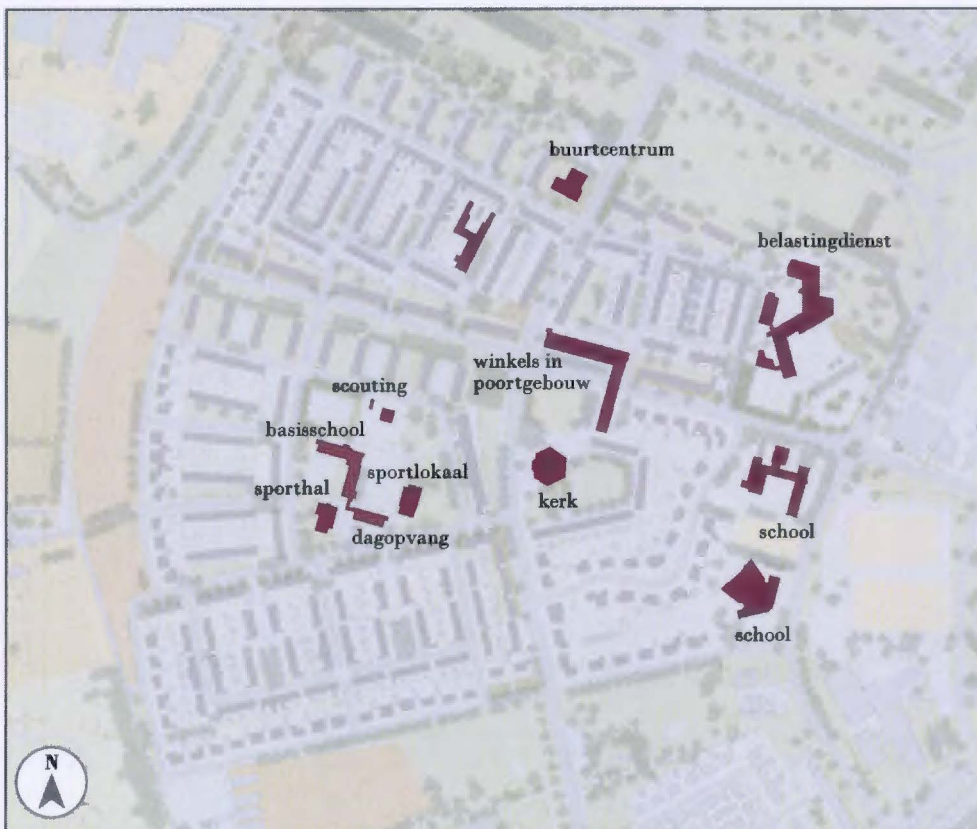 buurtcentrum
belastingdienst
winkels in
poortgebouw
scouting
basisschool
sportlokaal
sporthal
kerk
dagopvang
school
school
N